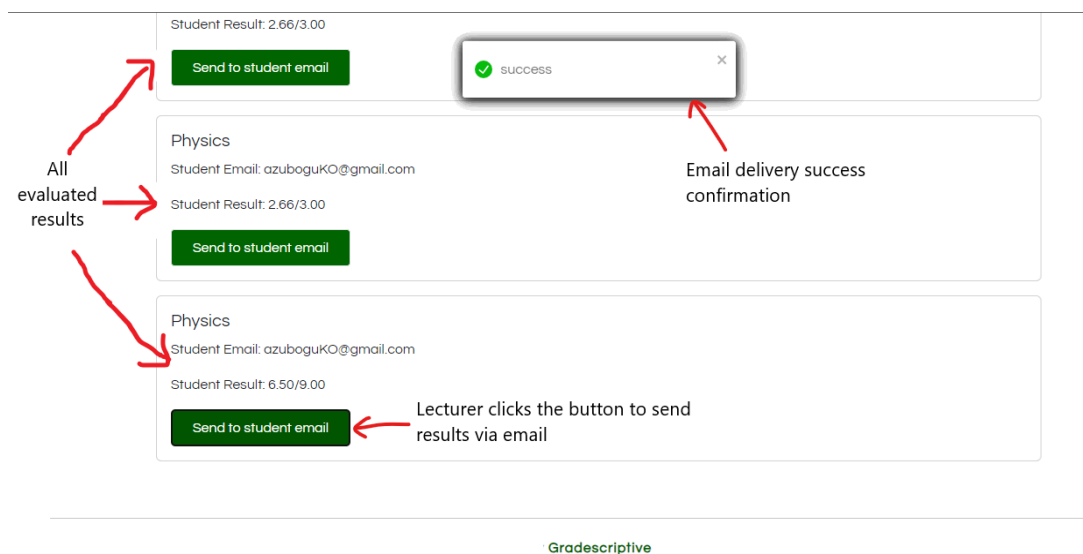 Student Result: 2.66/3.00
Send to student email
success
Physics
Student Email: azuboguKO@gmail.com
Student Result: 2.66/3.00
Send to student email
All
evaluated
results
Email delivery success
confirmation
Physics
Student Email: azuboguKO@gmail.com
Student Result: 6.50/9.00
Send to student email
Lecturer clicks the button to send
results via email
Gradescriptive